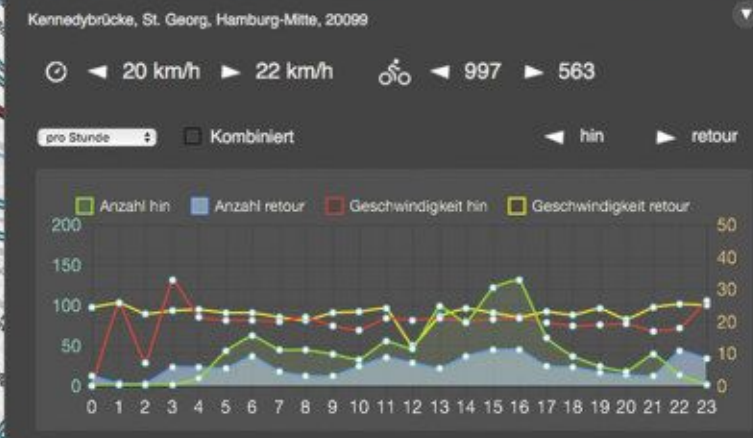 Kennedybrücke, St. Georg, Hamburg-Mitte, 20099
20 km/h 22 km/h 997 563
pro Stunde Kombiniert hin retour
Anzahl hin Anzahl retour Geschwindigkeit hin Geschwindigkeit retour
200 50
40
150
30
100
20
50
10
0 0
0 1 2 3 4 5 6 7 8 9 10 11 12 13 14 15 16 17 18 19 20 21 22 23